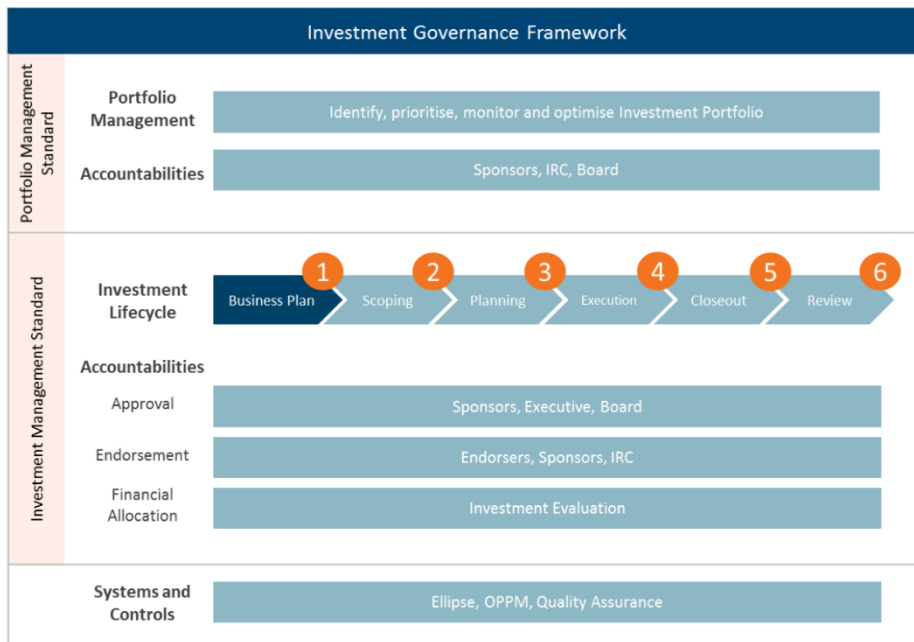 Investment Governance Framework
Portfolio Management
Standard
Portfolio
Management
Identify, prioritise, monitor and optimise Investment Portfolio
Accountabilities
Sponsors, IRC, Board
Investment Management Standard
Investment
Lifecycle
1
2
3
4
5
6
Business Plan
Scoping
Planning
Execution
Closeout
Review
Accountabilities
Approval
Sponsors, Executive, Board
Endorsement
Endorsers, Sponsors, IRC
Financial
Allocation
Investment Evaluation
Systems and
Controls
Ellipse, OPPM, Quality Assurance